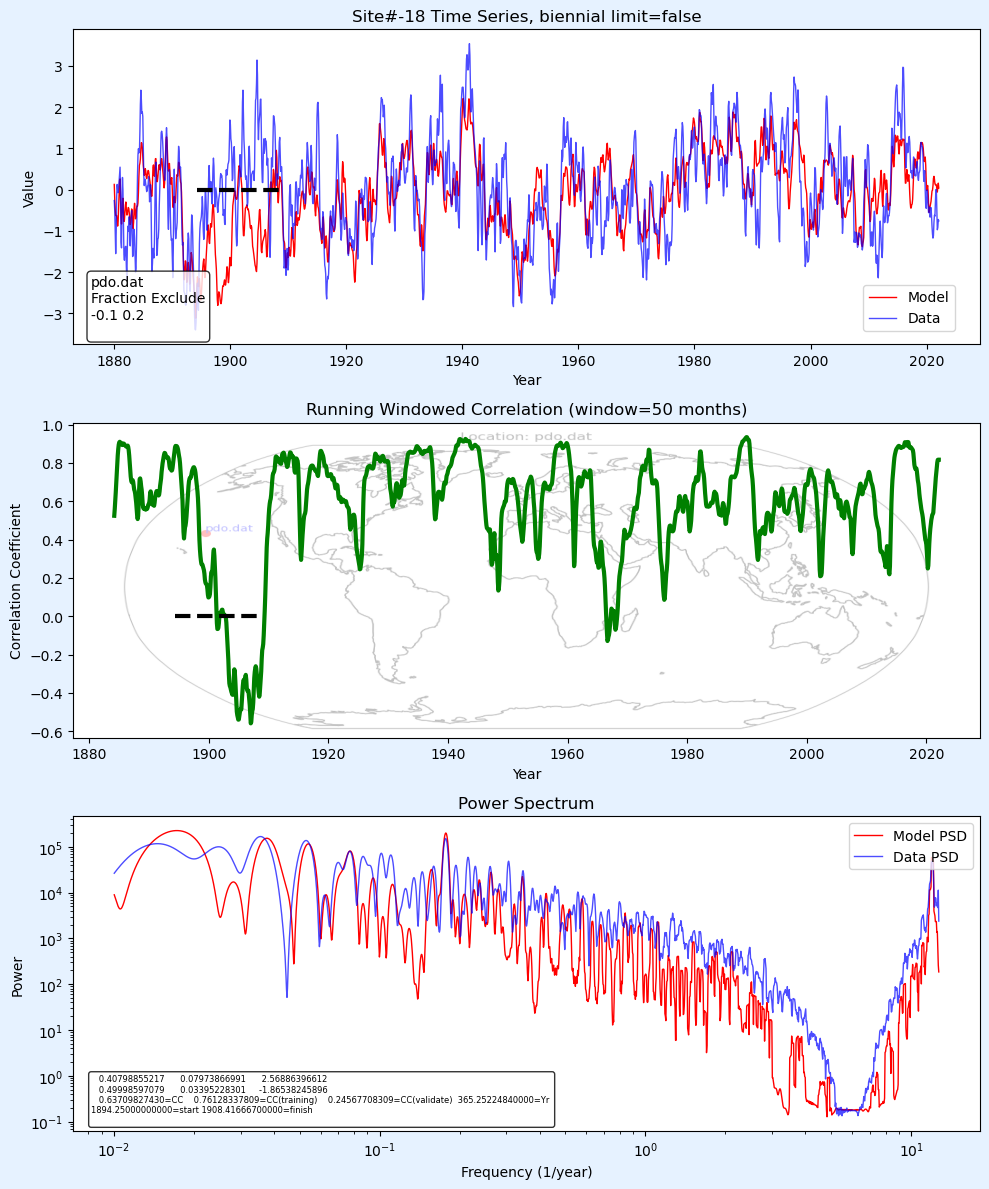 Site#-18 Time Series, biennial limit=false
Value
3
2
1
0
−1
−2
−3
pdo.dat
Fraction Exclude
-0.1 0.2
Model
Data
1880 1900 1920 1940 1960 1980 2000 2020
Year
Running Windowed Correlation (window=50 months)
Correlation Coefficient
1.0
0.8
0.6
0.4
0.2
0.0
−0.2
−0.4
−0.6
Location: pdo.dat
pdo.dat
1880 1900 1920 1940 1960 1980 2000 2020
Year
Power Spectrum
Power
10^5
10^4
10^3
10^2
10^1
10^0
10^−1
Model PSD
Data PSD
0.40798855217 0.07973866991 2.56886396612
0.49998597079 0.03395228301 -1.86538245896
0.63709827430=CC 0.76128337809=CC(training) 0.24567708309=CC(validate) 365.25224840000=Yr
1894.25000000000=start 1908.41666700000=finish
10^−2 10^−1 10^0 10^1
Frequency (1/year)